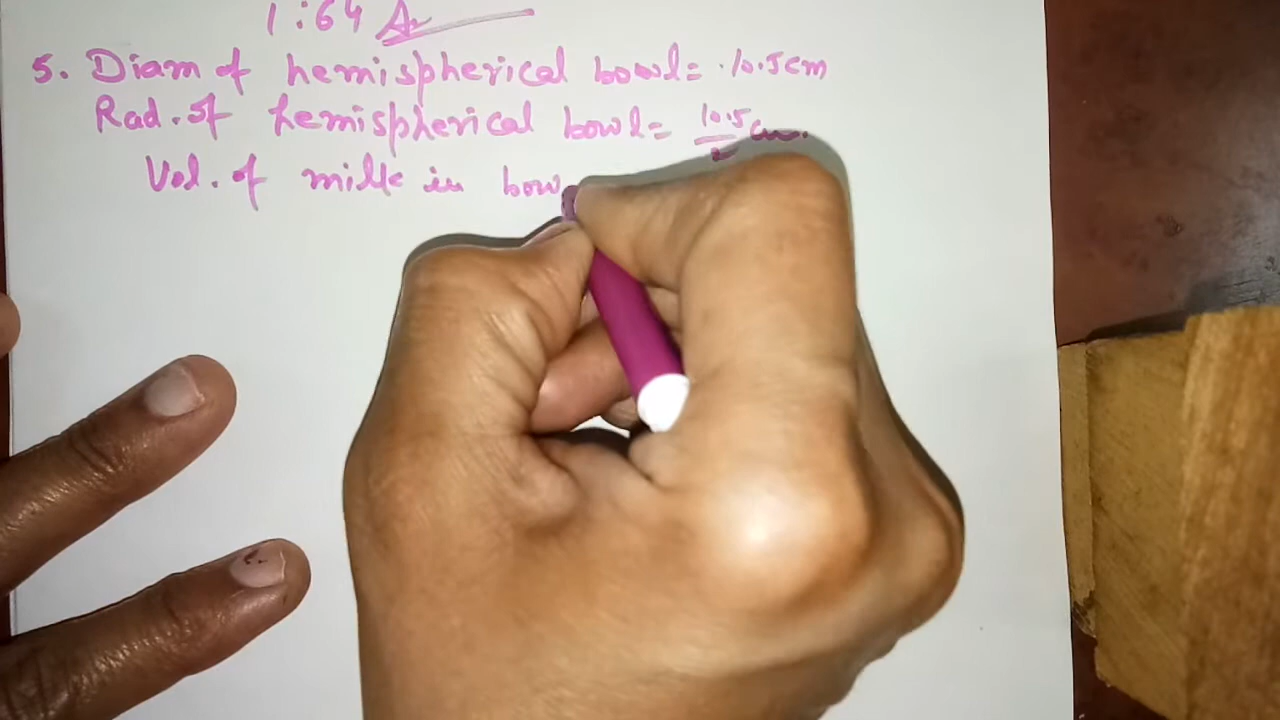 1:64 Ans
5. Diam of hemispherical bowl = 10.5cm
Rad. of hemispherical bowl = 10.5/2 cm.
Vol. of milk in bow